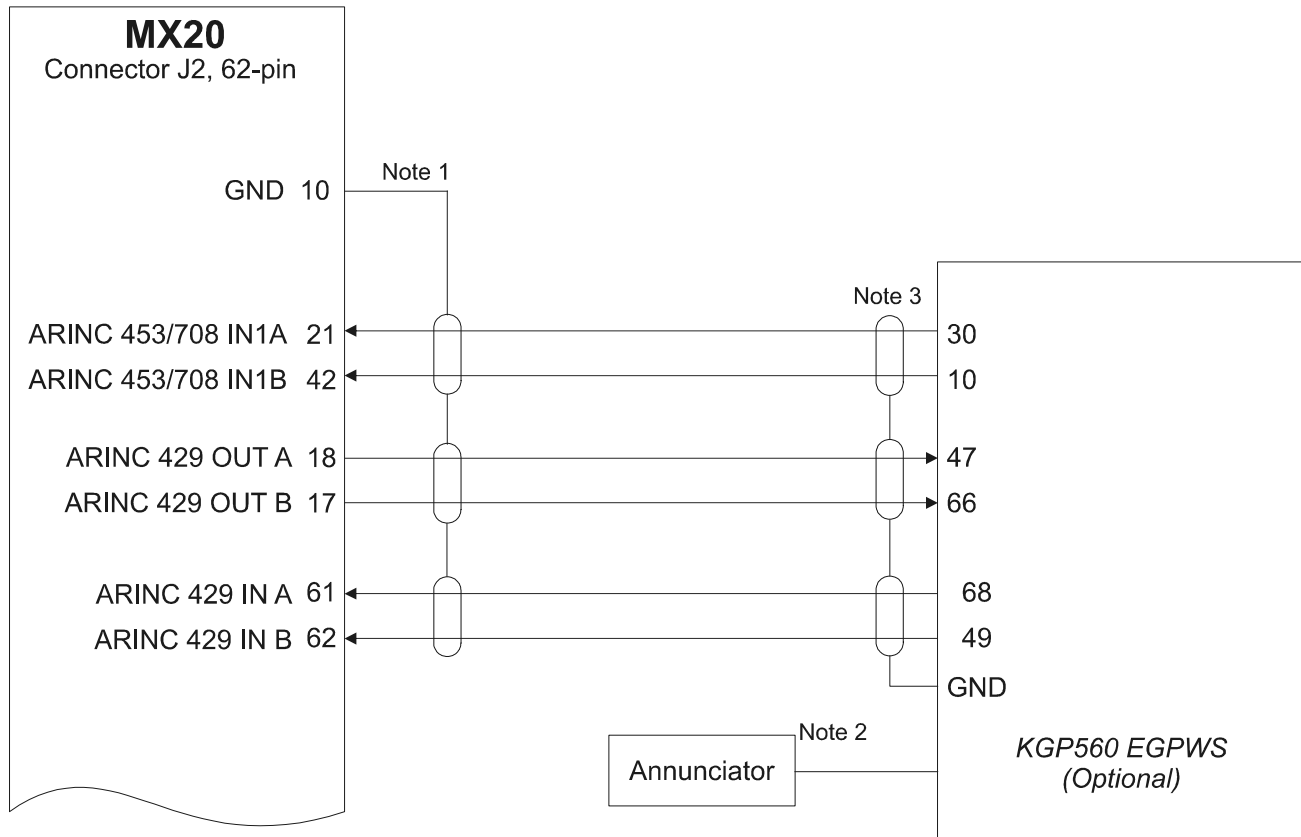 MX20
Connector J2, 62-pin
GND 10
Note 1
Note 3
ARINC 453/708 IN1A 21
30
ARINC 453/708 IN1B 42
10
ARINC 429 OUT A 18
47
ARINC 429 OUT B 17
66
ARINC 429 IN A 61
68
ARINC 429 IN B 62
49
GND
Note 2
Annunciator
KGP560 EGPWS
(Optional)